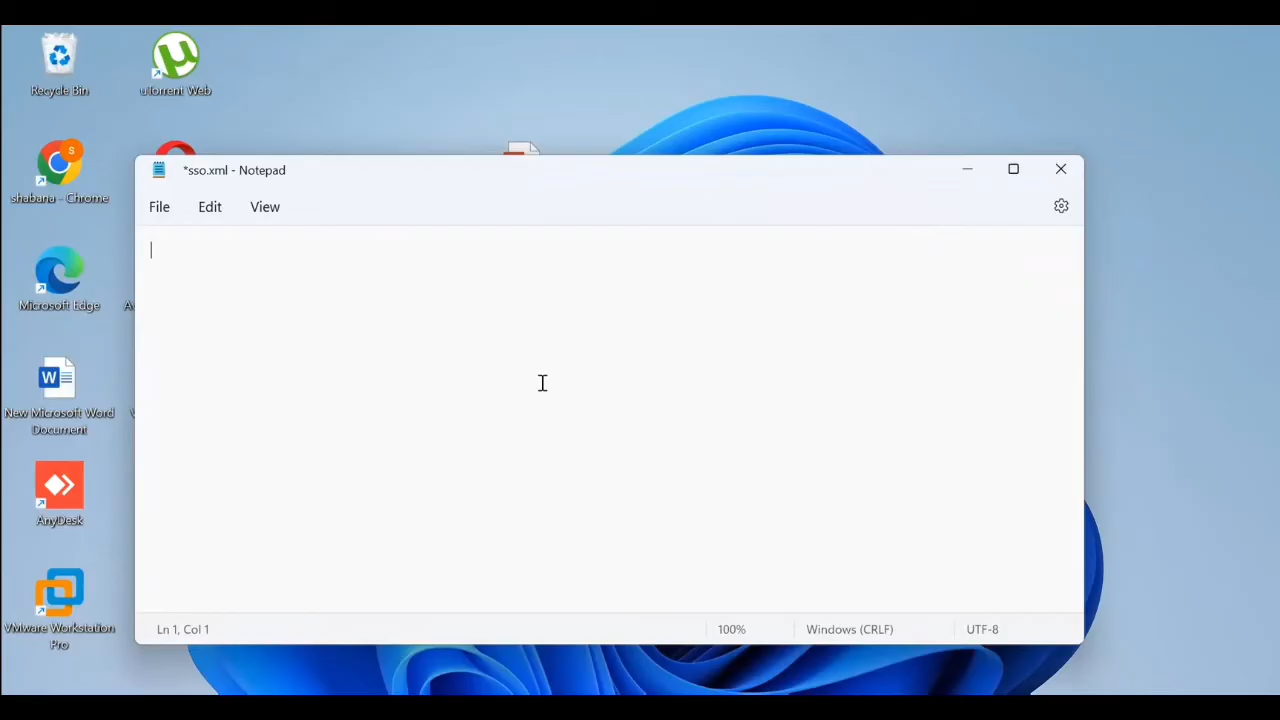 Recycle Bin
uTorrent Web
S
shabana - Chrome
Microsoft Edge
W
New Microsoft Word
Document
AnyDesk
VMware Workstation
Pro
*sso.xml - Notepad
File Edit View
Ln 1, Col 1
100%
Windows (CRLF)
UTF-8